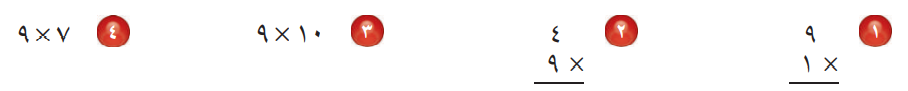 ١ ٩
× ١
٢ ٤
× ٩
٣ ١٠ × ٩
٤ ٧ × ٩